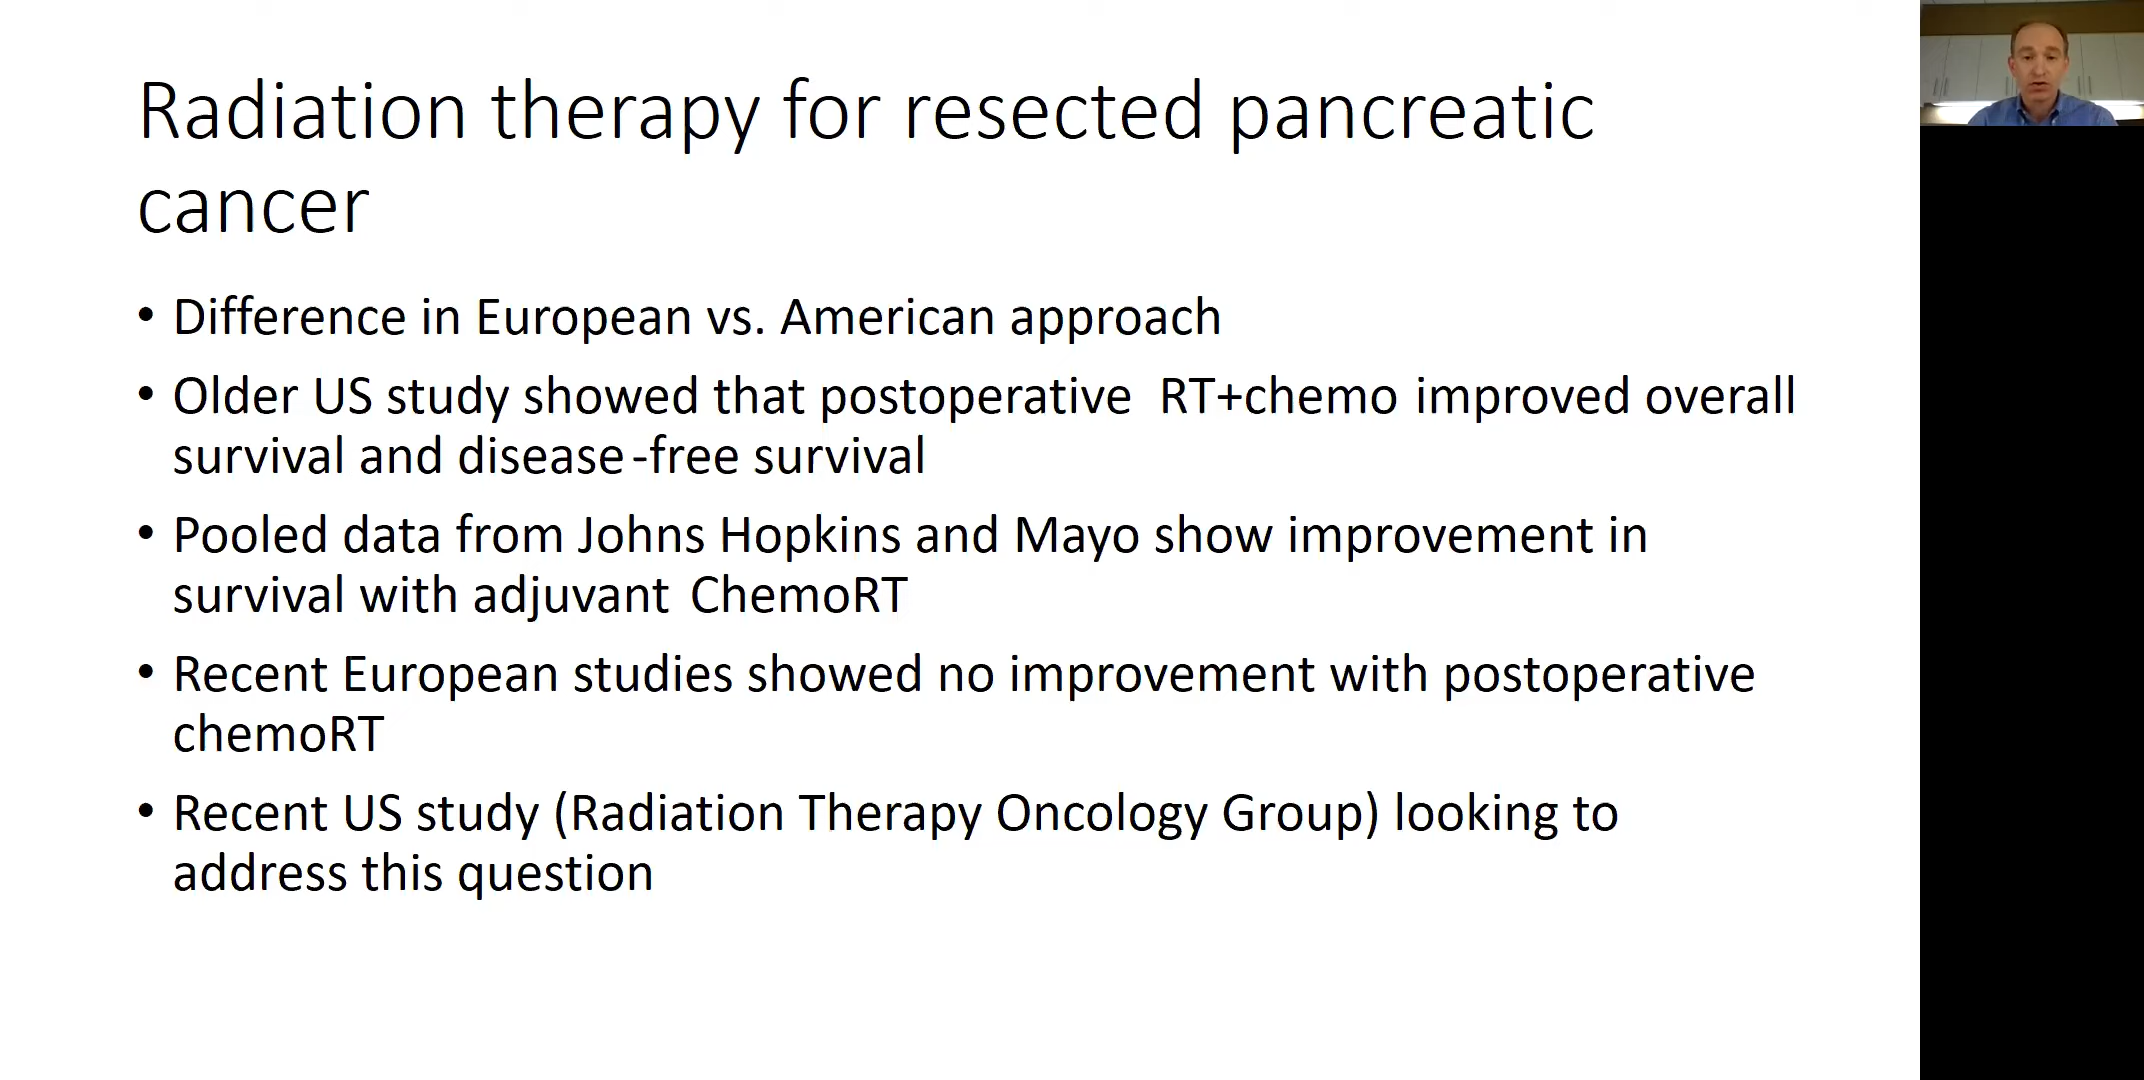 Radiation therapy for resected pancreatic
cancer
• Difference in European vs. American approach
• Older US study showed that postoperative RT+chemo improved overall
survival and disease-free survival
• Pooled data from Johns Hopkins and Mayo show improvement in
survival with adjuvant ChemoRT
• Recent European studies showed no improvement with postoperative
chemoRT
• Recent US study (Radiation Therapy Oncology Group) looking to
address this question